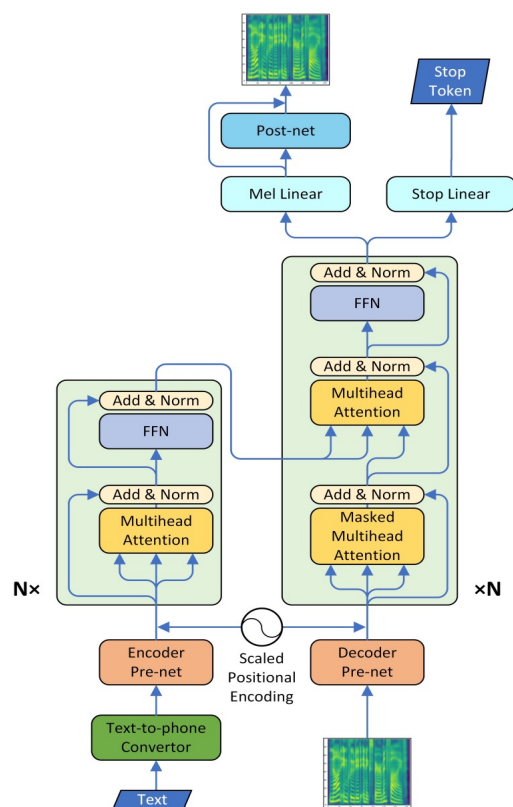 Stop
Token
Post-net
Mel Linear
Stop Linear
Add & Norm
FFN
Add & Norm
Multihead
Attention
Add & Norm
Masked
Multihead
Attention
×N
Add & Norm
FFN
Add & Norm
Multihead
Attention
N×
Encoder
Pre-net
Scaled
Positional
Encoding
Decoder
Pre-net
Text-to-phone
Convertor
Text